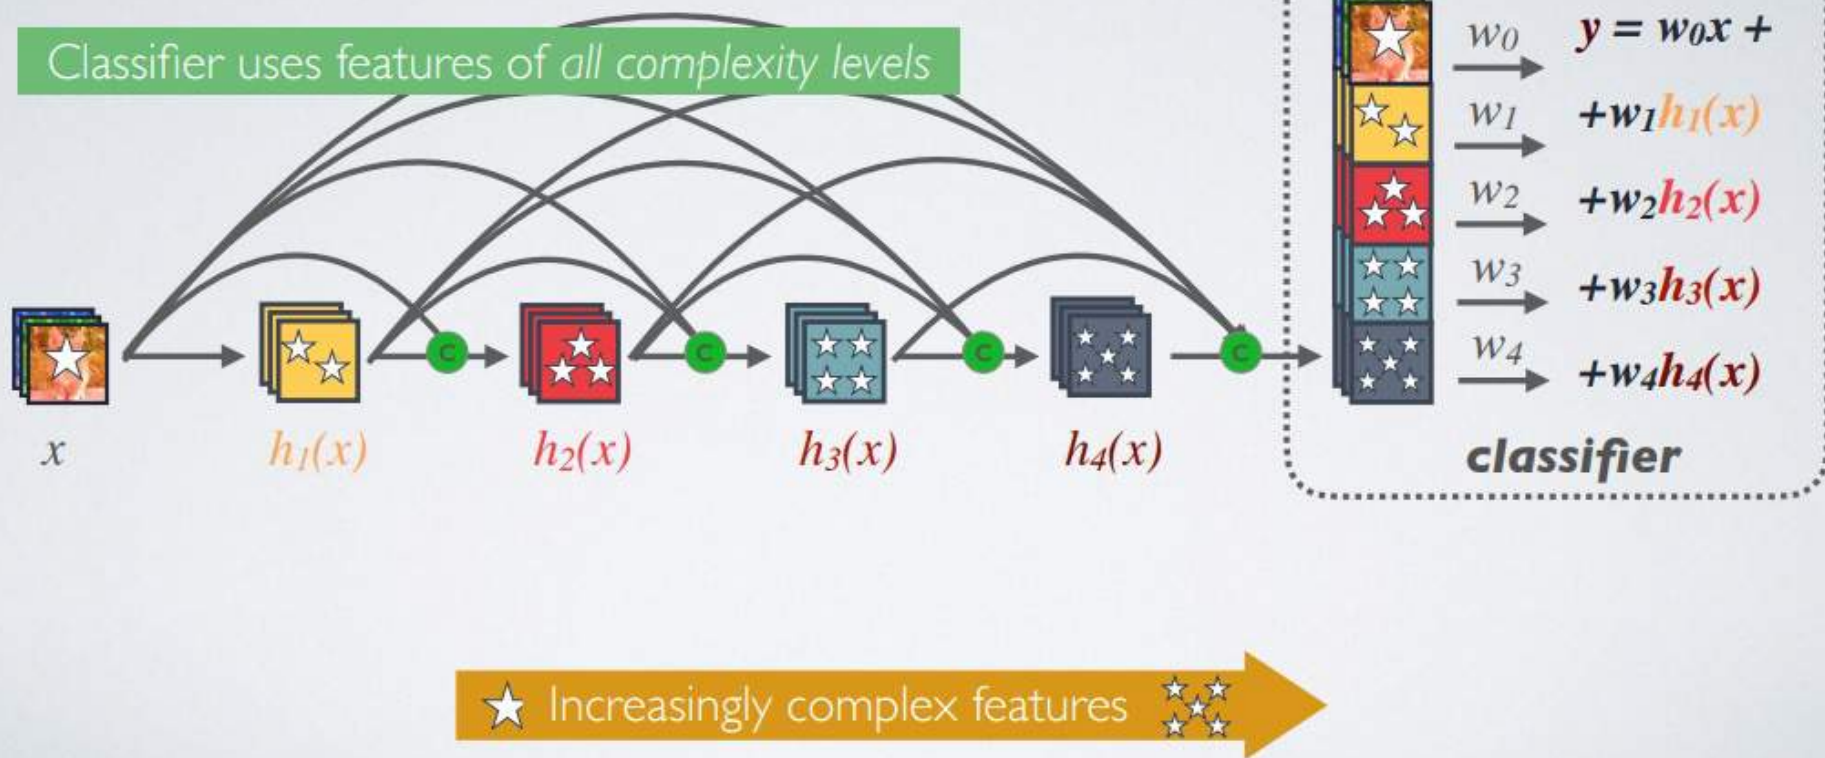 Classifier uses features of all complexity levels
w0 y = w0x +
w1 +w1h1(x)
w2 +w2h2(x)
w3 +w3h3(x)
w4 +w4h4(x)
C C C C
x h1(x) h2(x) h3(x) h4(x)
classifier
Increasingly complex features